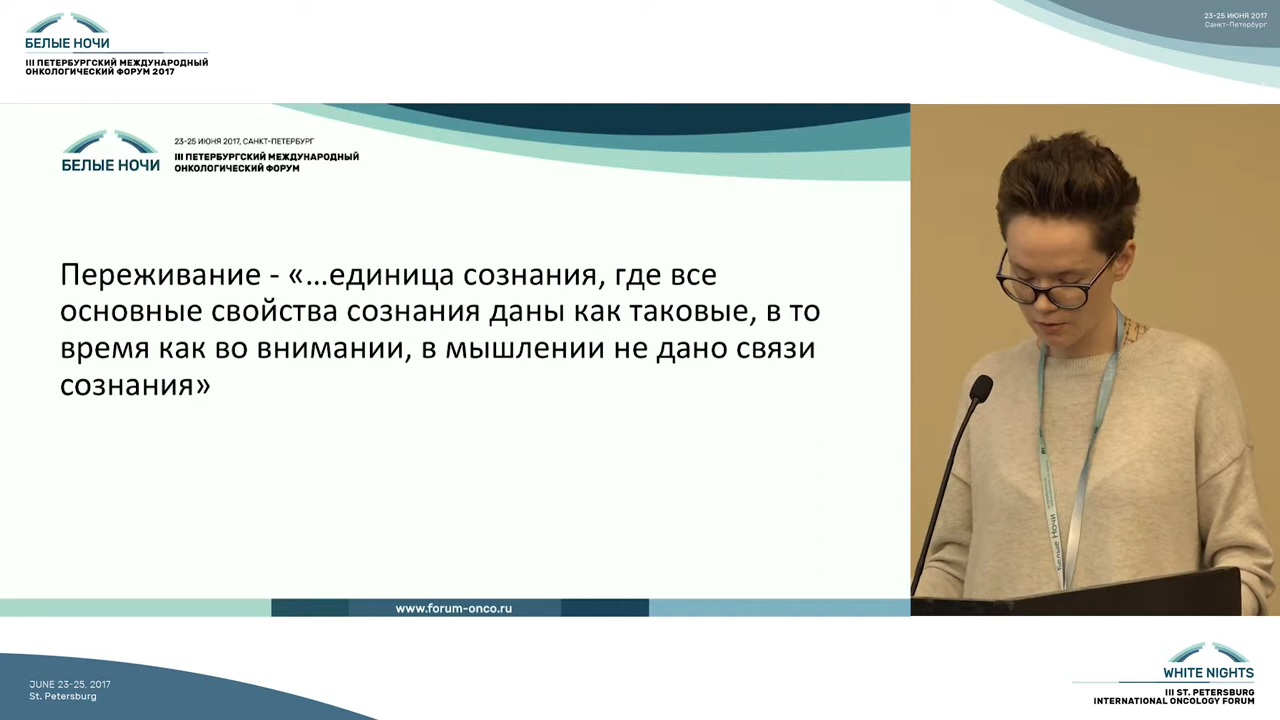 БЕЛЫЕ НОЧИ
III ПЕТЕРБУРГСКИЙ МЕЖДУНАРОДНЫЙ
ОНКОЛОГИЧЕСКИЙ ФОРУМ 2017
23-25 ИЮНЯ 2017
Санкт-Петербург
БЕЛЫЕ НОЧИ
23-25 ИЮНЯ 2017, САНКТ-ПЕТЕРБУРГ
III ПЕТЕРБУРГСКИЙ МЕЖДУНАРОДНЫЙ
ОНКОЛОГИЧЕСКИЙ ФОРУМ
Переживание - «…единица сознания, где все
основные свойства сознания даны как таковые, в то
время как во внимании, в мышлении не дано связи
сознания»
www.forum-onco.ru
Белые Ночи
JUNE 23-25, 2017
St. Petersburg
WHITE NIGHTS
III ST. PETERSBURG
INTERNATIONAL ONCOLOGY FORUM